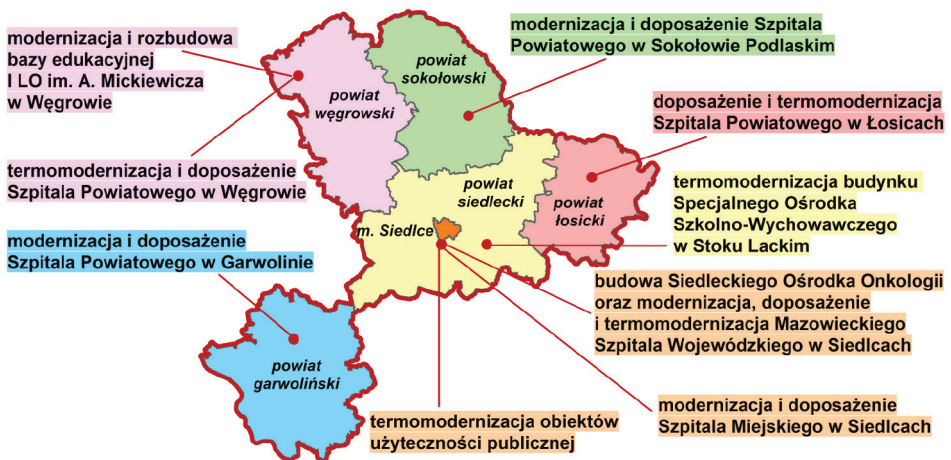 modernizacja i rozbudowa
bazy edukacyjnej
I LO im. A. Mickiewicza
w Węgrowie
modernizacja i doposażenie Szpitala
Powiatowego w Sokołowie Podlaskim
powiat
sokołowski
powiat
węgrowski
doposażenie i termomodernizacja
Szpitala Powiatowego w Łosicach
termomodernizacja i doposażenie
Szpitala Powiatowego w Węgrowie
powiat
siedlecki
powiat
łosicki
termomodernizacja budynku
Specjalnego Ośrodka
Szkolno-Wychowawczego
w Stoku Lackim
m. Siedlce
modernizacja i doposażenie
Szpitala Powiatowego w Garwolinie
budowa Siedleckiego Ośrodka Onkologii
oraz modernizacja, doposażenie
i termomodernizacja Mazowieckiego
Szpitala Wojewódzkiego w Siedlcach
powiat
garwoliński
termomodernizacja obiektów
użyteczności publicznej
modernizacja i doposażenie
Szpitala Miejskiego w Siedlcach